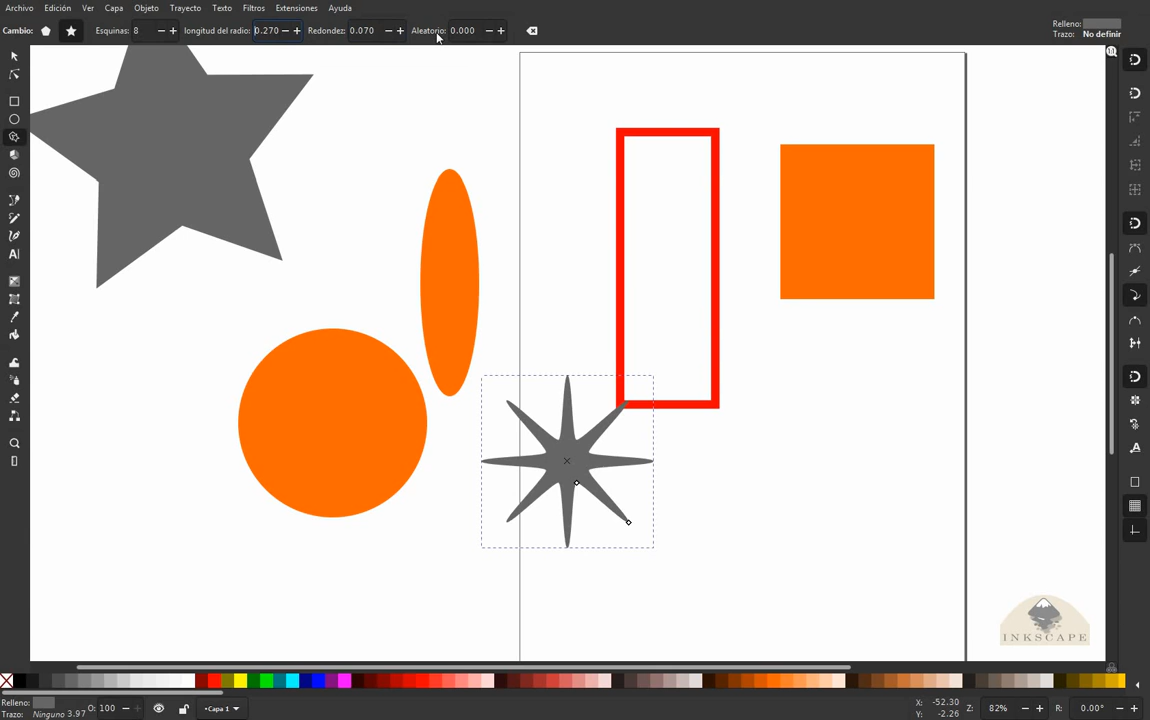 Archivo Edición Ver Capa Objeto Trayecto Texto Filtros Extensiones Ayuda
Cambio: Esquinas: 8 longitud del radio: 0.270 Redondez: 0.070 Aleatorio: 0.000
Relleno:
Trazo: No definir
INKSCAPE
Relleno: O: 100 •Capa 1 X: -52.30 Z: 82% R: 0.00°
Trazo: Ninguno 3.97 Y: -2.26